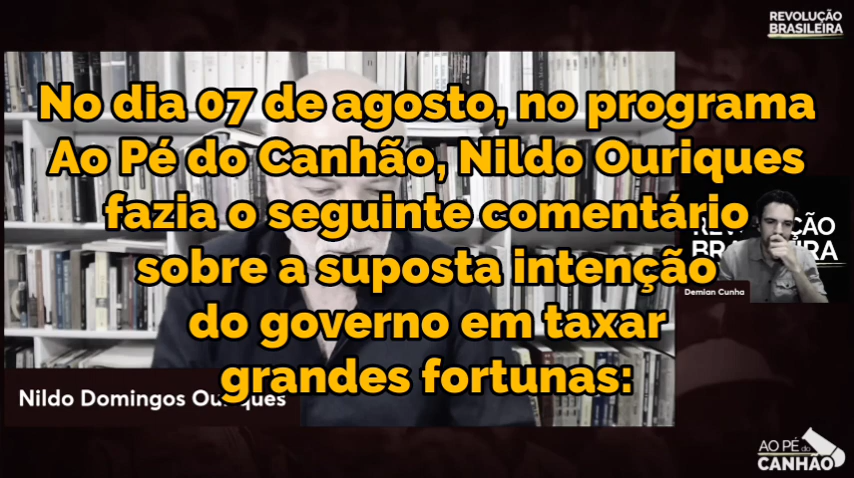 REVOLUÇÃO
BRASILEIRA
No dia 07 de agosto, no programa
Ao Pé do Canhão, Nildo Ouriques
fazia o seguinte comentário
sobre a suposta intenção
do governo em taxar
grandes fortunas:
Demian Cunha
Nildo Domingos Ouriques
AO PÉ do
CANHÃO